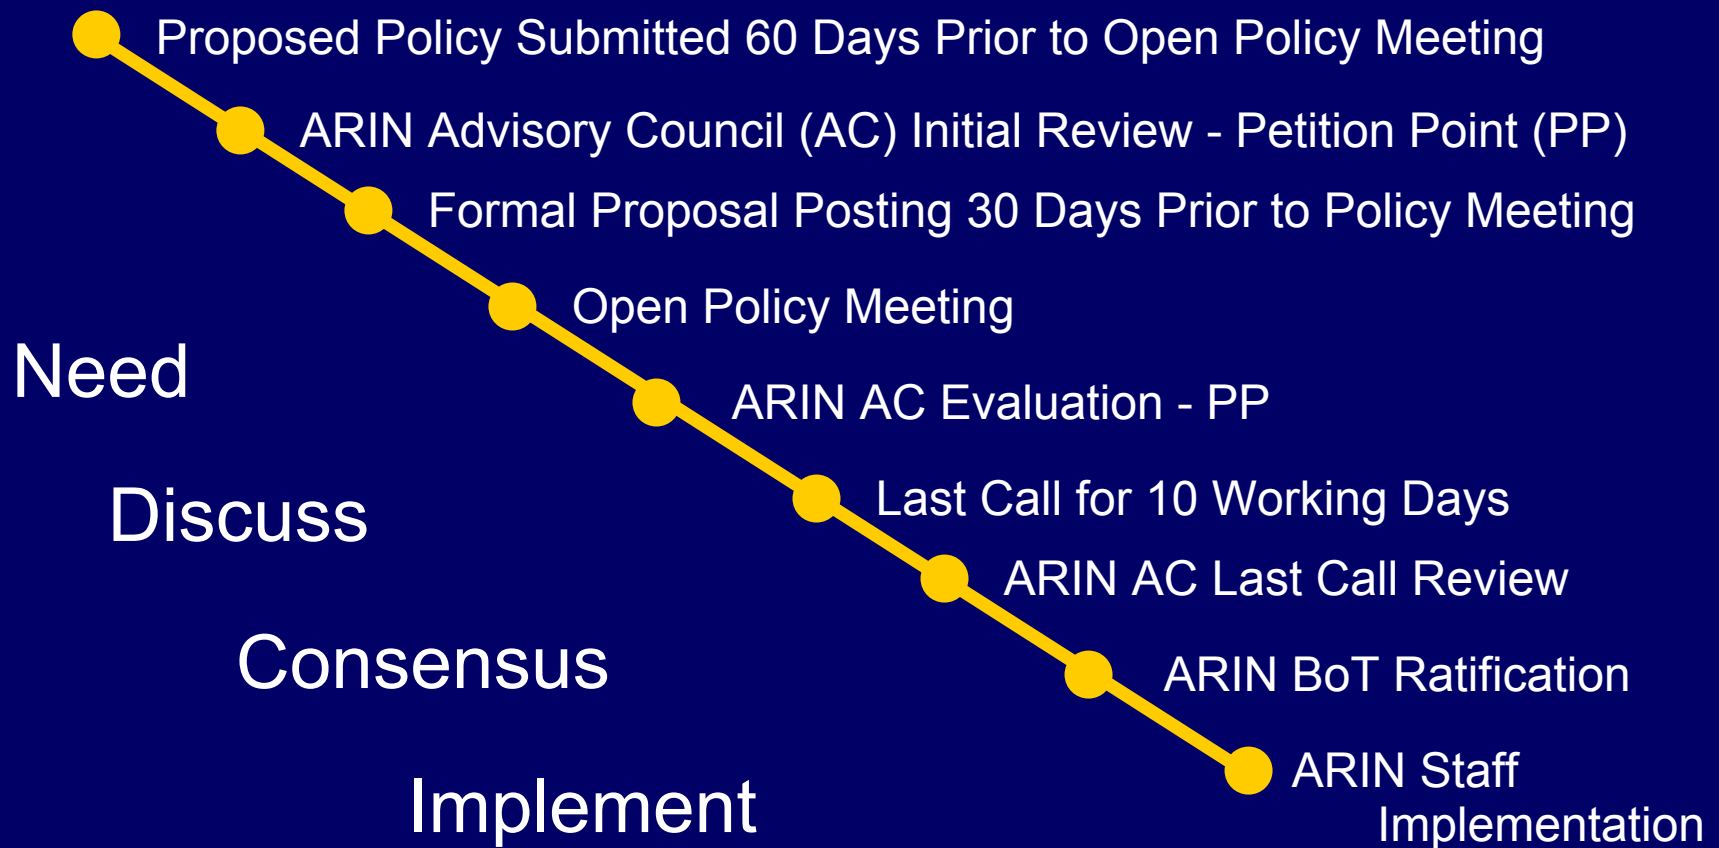 Proposed Policy Submitted 60 Days Prior to Open Policy Meeting
ARIN Advisory Council (AC) Initial Review - Petition Point (PP)
Formal Proposal Posting 30 Days Prior to Policy Meeting
Open Policy Meeting
ARIN AC Evaluation - PP
Last Call for 10 Working Days
ARIN AC Last Call Review
ARIN BoT Ratification
ARIN Staff
Implementation
Need
Discuss
Consensus
Implement